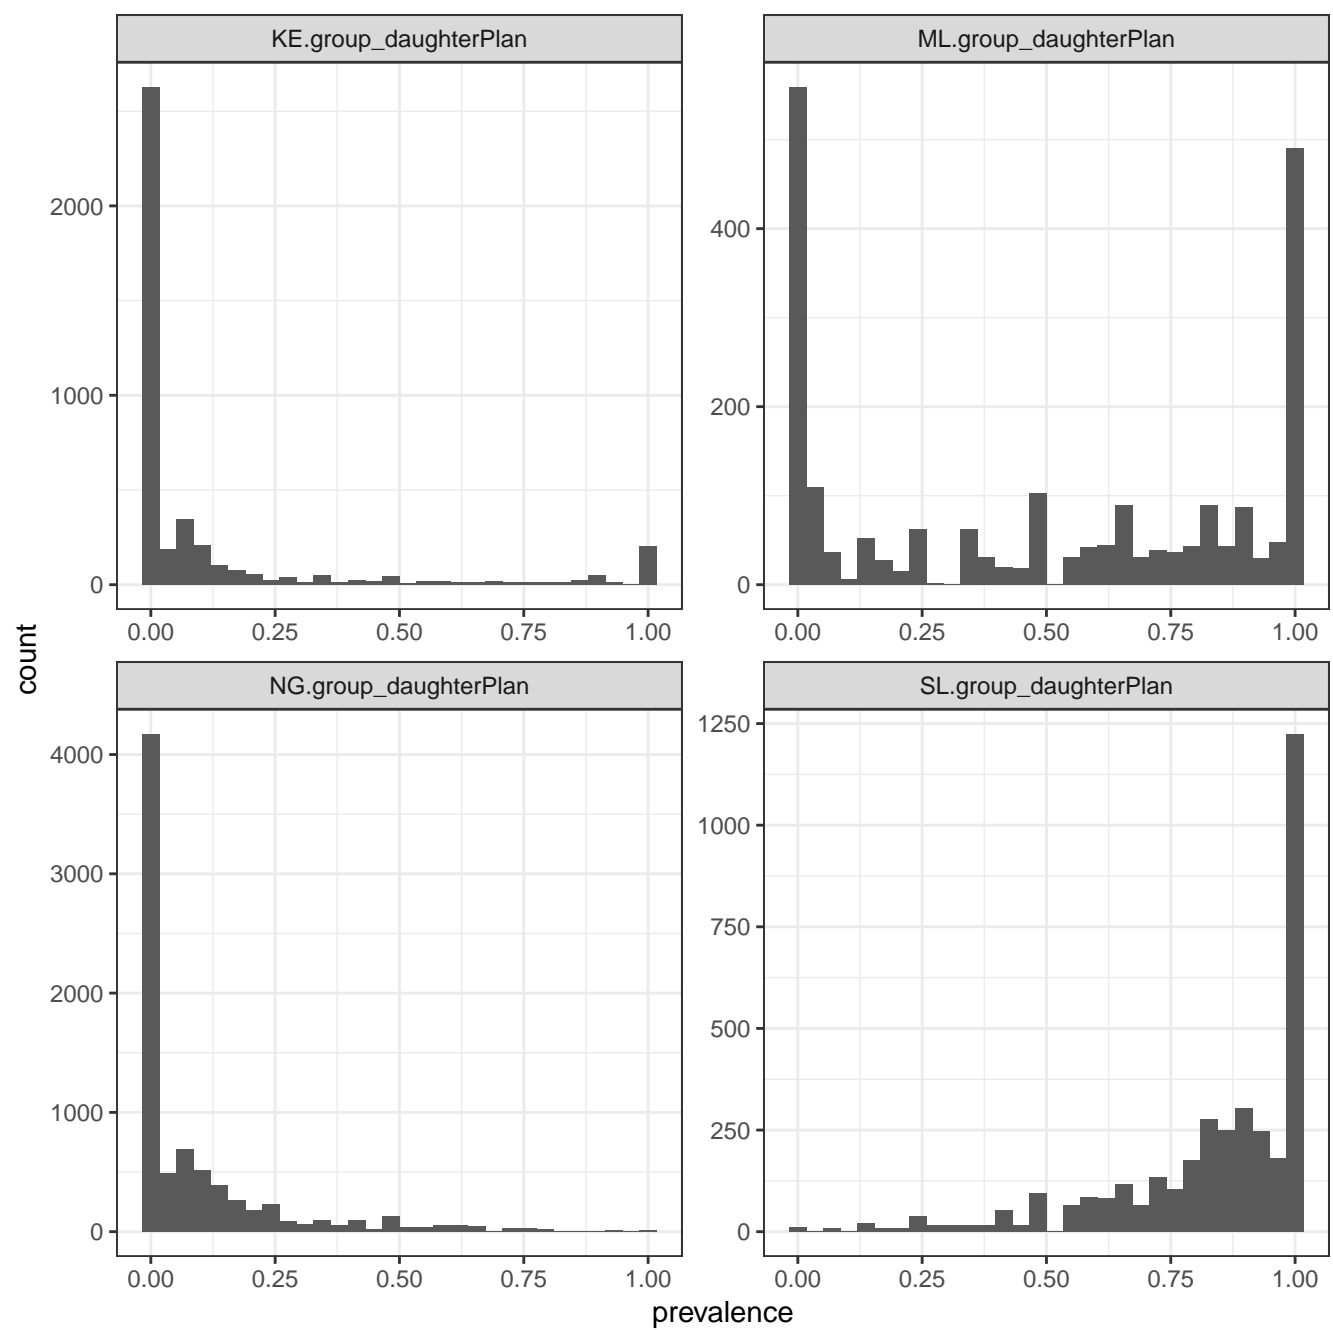 KE.group_daughterPlan
ML.group_daughterPlan
2000
1000
0
400
200
0
0.00 0.25 0.50 0.75 1.00
0.00 0.25 0.50 0.75 1.00
count
NG.group_daughterPlan
SL.group_daughterPlan
4000
3000
2000
1000
0
1250
1000
750
500
250
0
0.00 0.25 0.50 0.75 1.00
0.00 0.25 0.50 0.75 1.00
prevalence